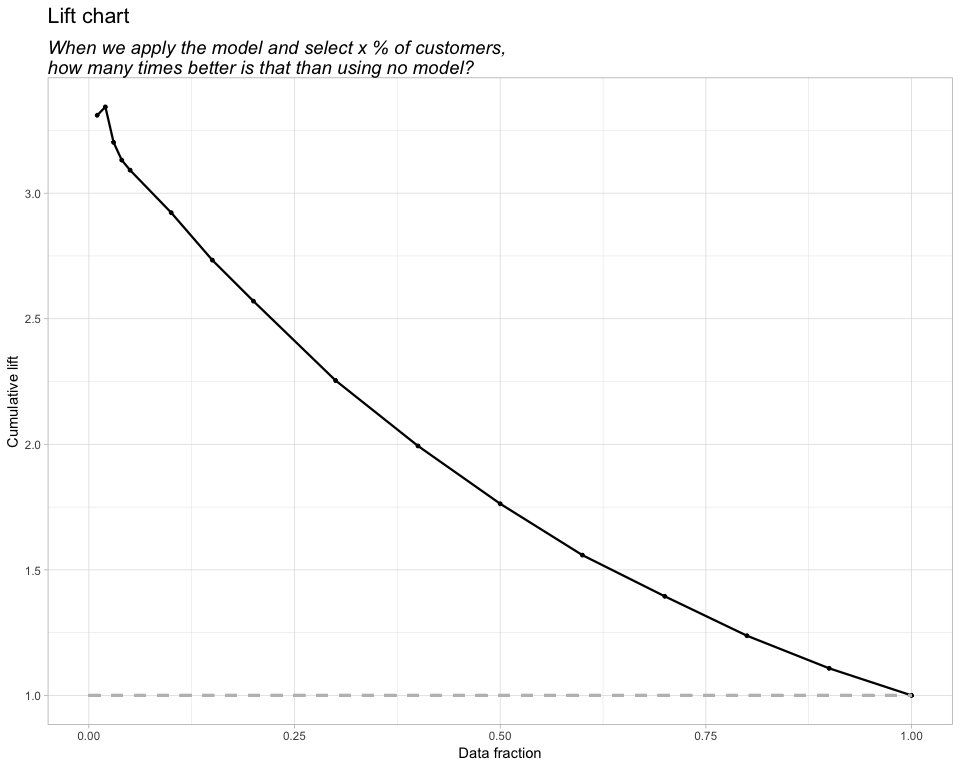 Lift chart
When we apply the model and select x % of customers,
how many times better is that than using no model?
3.0
2.5
2.0
1.5
1.0
Cumulative lift
0.00
0.25
0.50
0.75
1.00
Data fraction